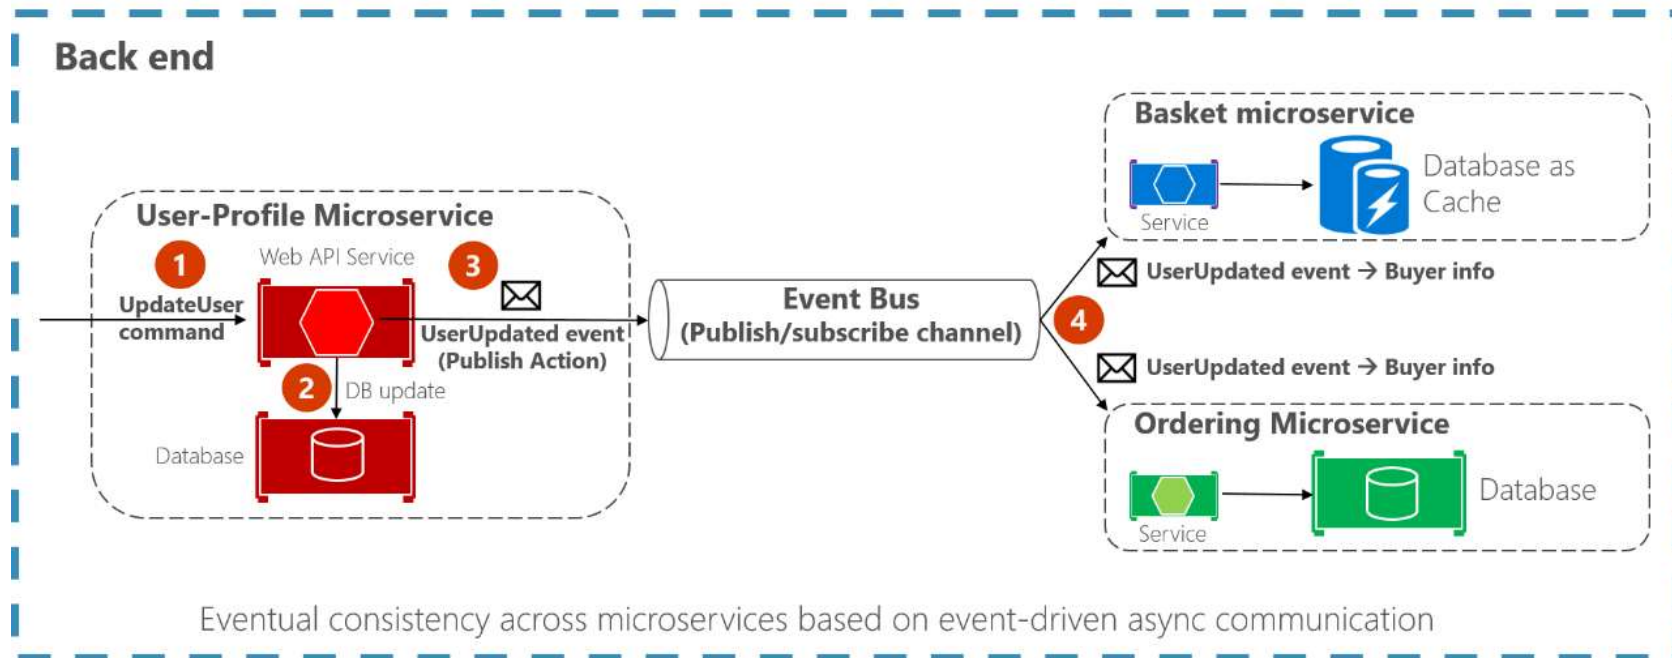 Back end
User-Profile Microservice
1
Web API Service
3
UpdateUser
command
UserUpdated event
(Publish Action)
2
DB update
Database
Event Bus
(Publish/subscribe channel)
4
Basket microservice
Service
Database as
Cache
UserUpdated event → Buyer info
UserUpdated event → Buyer info
Ordering Microservice
Service
Database
Eventual consistency across microservices based on event-driven async communication